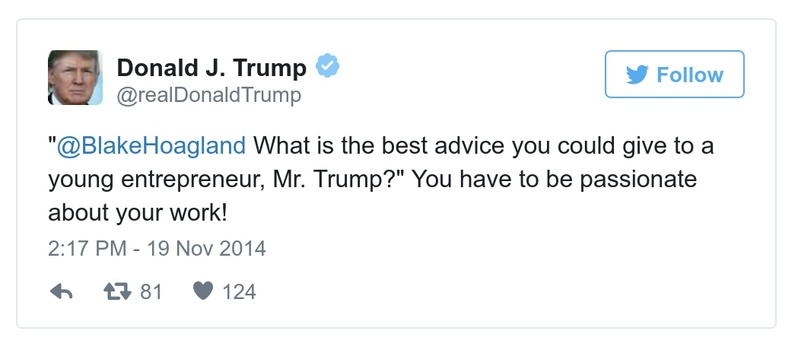 Donald J. Trump
@realDonaldTrump
Follow
"@BlakeHoagland What is the best advice you could give to a
young entrepreneur, Mr. Trump?" You have to be passionate
about your work!
2:17 PM - 19 Nov 2014
81 124